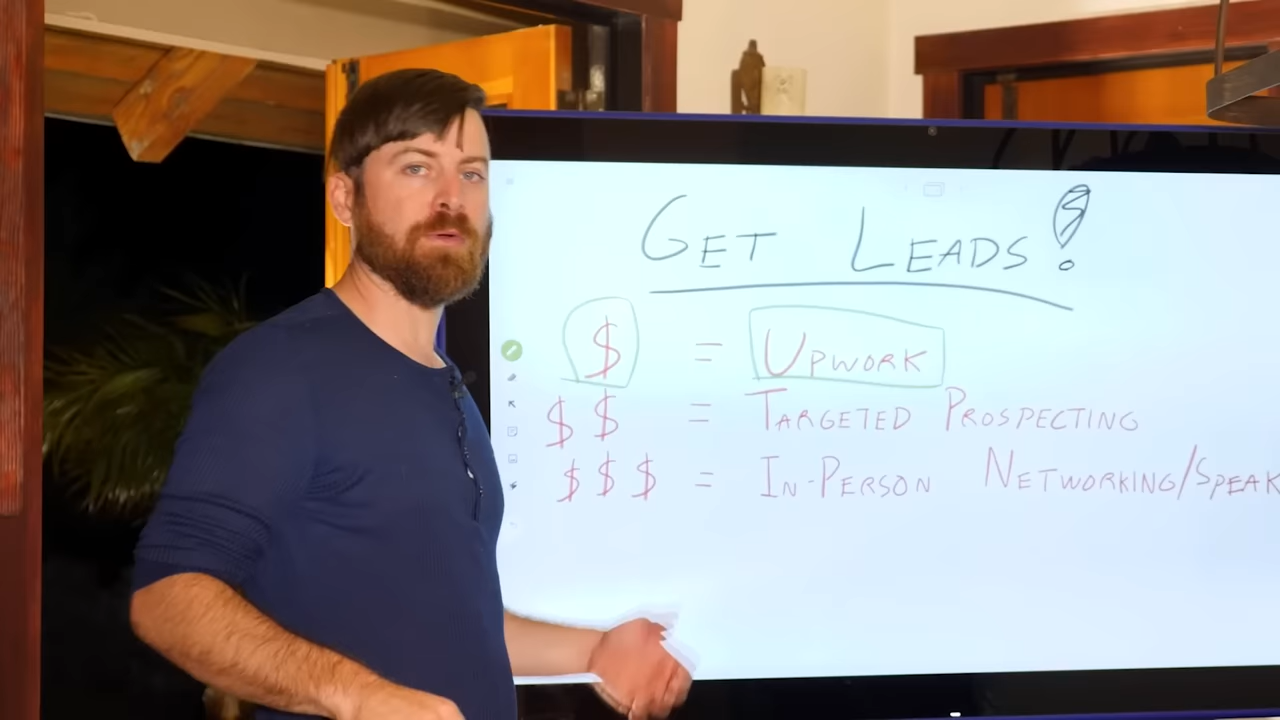 GET LEADS!
$ = UPWORK
$$ = TARGETED PROSPECTING
$$$ = IN-PERSON NETWORKING/SPEAK